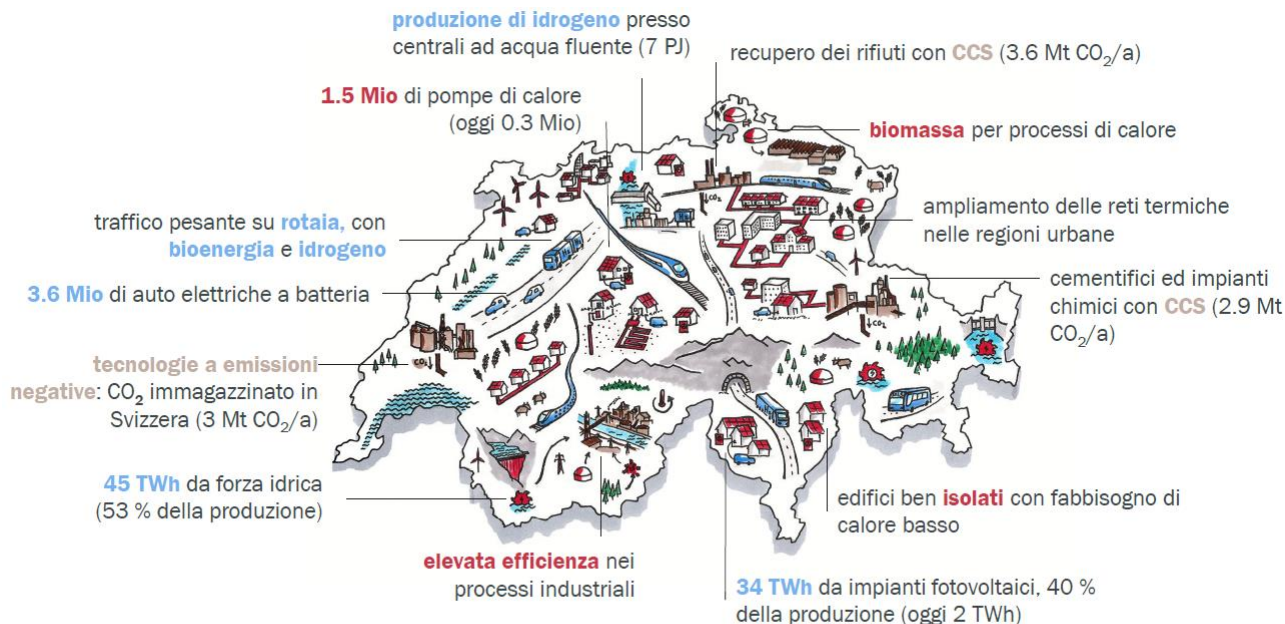 produzione di idrogeno presso
centrali ad acqua fluente (7 PJ)
recupero dei rifiuti con CCS (3.6 Mt CO₂/a)
1.5 Mio di pompe di calore
(oggi 0.3 Mio)
biomassa per processi di calore
traffico pesante su rotaia, con
bioenergia e idrogeno
ampliamento delle reti termiche
nelle regioni urbane
3.6 Mio di auto elettriche a batteria
cementifici ed impianti
chimici con CCS (2.9 Mt
CO₂/a)
tecnologie a emissioni
negative: CO₂ immagazzinato in
Svizzera (3 Mt CO₂/a)
45 TWh da forza idrica
(53 % della produzione)
edifici ben isolati con fabbisogno di
calore basso
elevata efficienza nei
processi industriali
34 TWh da impianti fotovoltaici, 40 %
della produzione (oggi 2 TWh)
CO₂
CO₂
CO₂